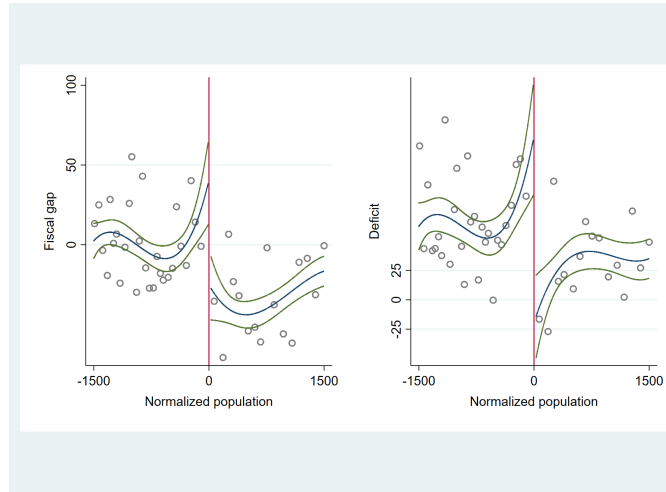 100
50
0
Fiscal gap
-1500 0 1500
Normalized population
25
0
-25
Deficit
-1500 0 1500
Normalized population